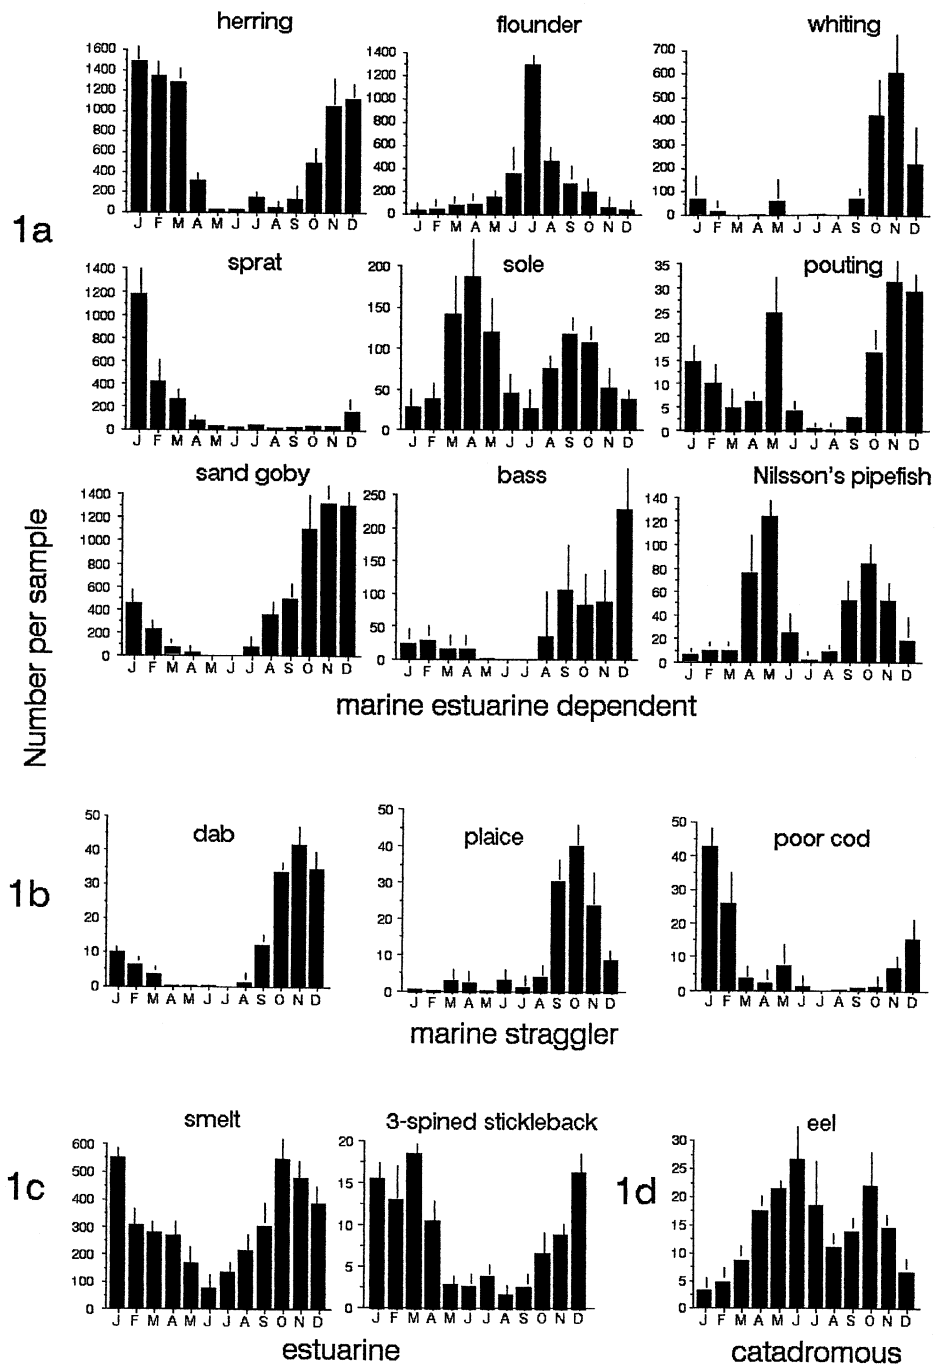 herring
flounder
whiting
1600
1400
1200
1000
800
600
400
200
0
J F M A M J J A S O N D
1400
1200
1000
800
600
400
200
0
J F M A M J J A S O N D
700
600
500
400
300
200
100
0
J F M A M J J A S O N D
1a
sprat
sole
pouting
1400
1200
1000
800
600
400
200
0
J F M A M J J A S O N D
200
150
100
50
0
J F M A M J J A S O N D
35
30
25
20
15
10
5
0
J F M A M J J A S O N D
sand goby
bass
Nilsson's pipefish
1400
1200
1000
800
600
400
200
0
J F M A M J J A S O N D
250
200
150
100
50
0
J F M A M J J A S O N D
140
120
100
80
60
40
20
0
J F M A M J J A S O N D
Number per sample
marine estuarine dependent
1b
dab
plaice
poor cod
50
40
30
20
10
0
J F M A M J J A S O N D
50
40
30
20
10
0
J F M A M J J A S O N D
50
40
30
20
10
0
J F M A M J J A S O N D
marine straggler
1c
smelt
3-spined stickleback
600
500
400
300
200
100
0
J F M A M J J A S O N D
20
15
10
5
0
J F M A M J J A S O N D
estuarine
1d
eel
30
25
20
15
10
5
0
J F M A M J J A S O N D
catadromous